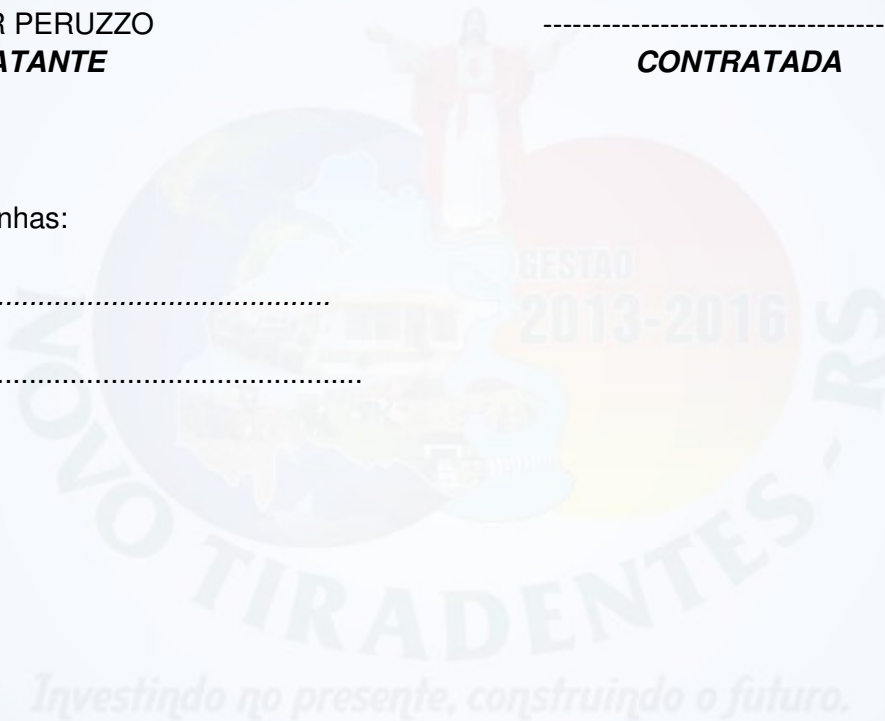 R PERUZZO ------------------------------------
ATANTE CONTRATADA
nhas:
............................................
................................................
GESTÃO
2013-2016
NOVO TIRADENTES - RS
Investindo no presente, construindo o futuro.